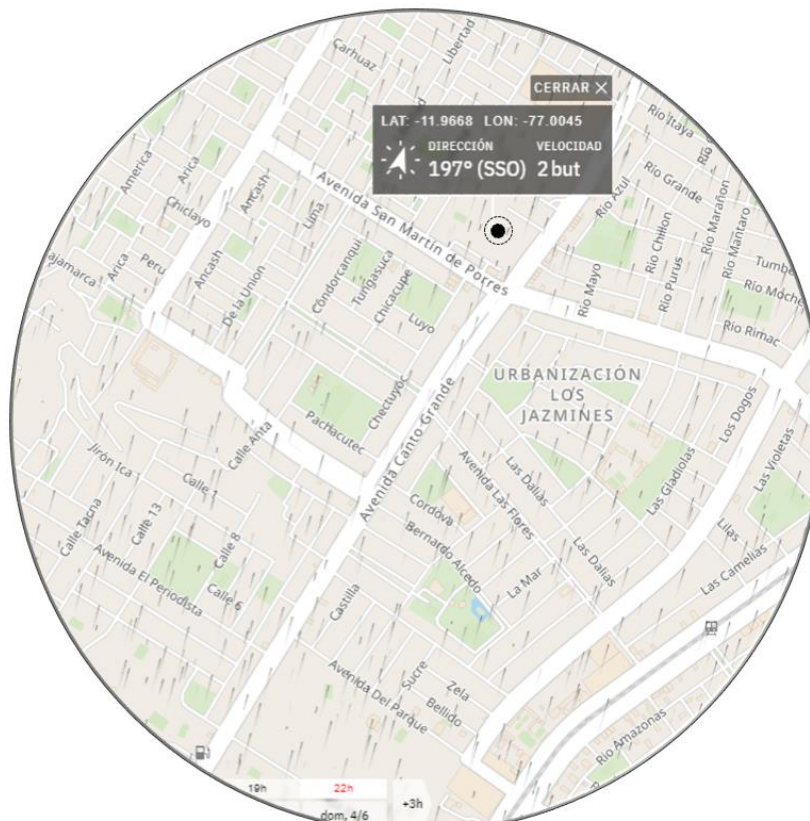 Carhuaz
Libertad
CERRAR ×
LAT: -11.9668 LON: -77.0045
DIRECCIÓN
VELOCIDAD
197° (SSO)
2 but
Rio Itaya
Rio Grande
Rio Azul
Rio Marañon
Rio Mantaro
Rio Chillon
Rio Purus
Rio Mayo
Rio Rimac
America
Arica
Chiclayo
Ancash
Lima
Avenida San Martín de Porres
Arica
Peru
Ancash
De la Union
Condorcanqui
Tungasuca
Chicacupe
Luyo
URBANIZACIÓN
LOS
JAZMINES
Chectuyoc
Pachacutec
Avenida Canto Grande
Calle Anta
Jirón Ica
Calle 1
Calle Tacna
Calle 13
Calle 8
Calle 6
Avenida El Periodista
Cordova
Bernardo Alcedo
Avenida Las Flores
Las Dalias
Las Dalias
Las Gladiolas
Los Dogos
Las Violetas
Lilas
Las Camelias
La Mar
Castilla
Sucre
Zela
Bellido
Avenida Del Parque
Rio Amazonas
19h
22h
+3h
dom, 4/6